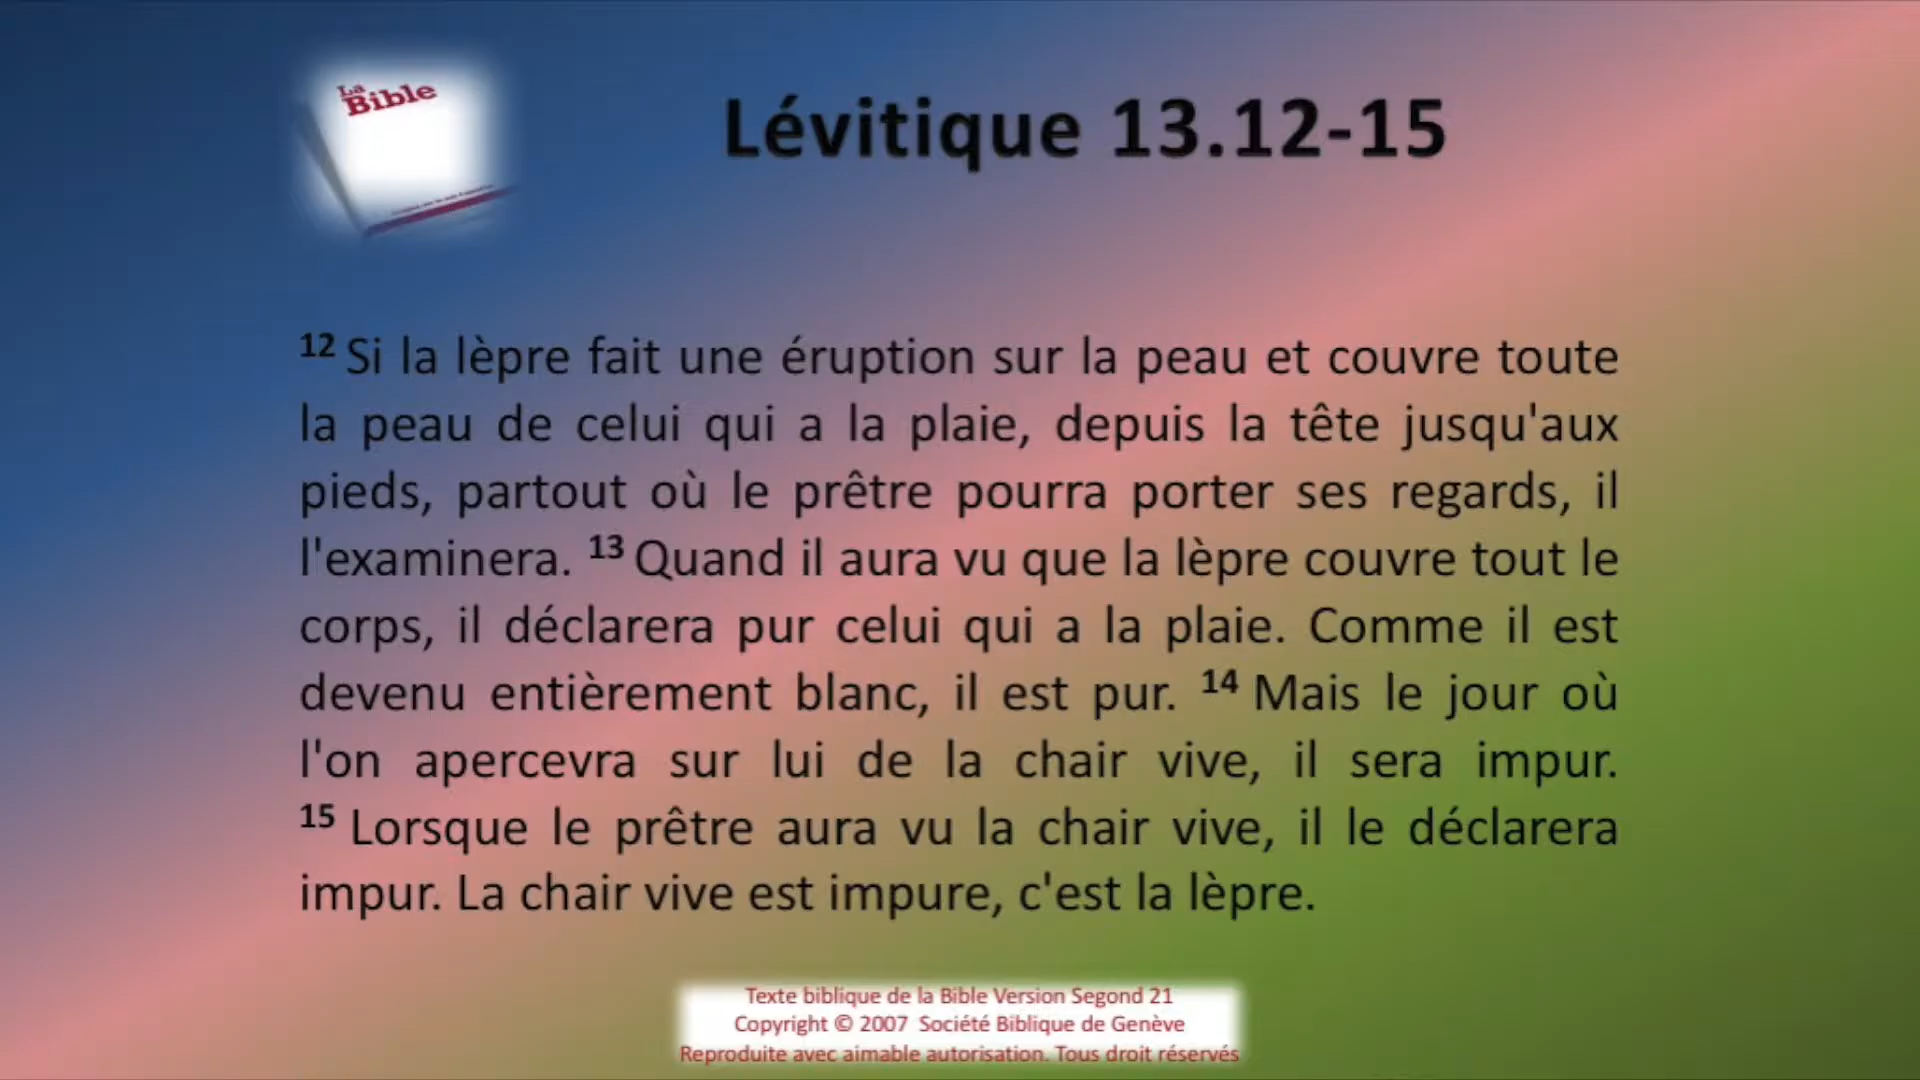 La
Bible
Lévitique 13.12-15
12 Si la lèpre fait une éruption sur la peau et couvre toute
la peau de celui qui a la plaie, depuis la tête jusqu'aux
pieds, partout où le prêtre pourra porter ses regards, il
l'examinera. 13 Quand il aura vu que la lèpre couvre tout le
corps, il déclarera pur celui qui a la plaie. Comme il est
devenu entièrement blanc, il est pur. 14 Mais le jour où
l'on apercevra sur lui de la chair vive, il sera impur.
15 Lorsque le prêtre aura vu la chair vive, il le déclarera
impur. La chair vive est impure, c'est la lèpre.
Texte biblique de la Bible Version Segond 21
Copyright © 2007 Société Biblique de Genève
Reproduite avec aimable autorisation. Tous droit réservés